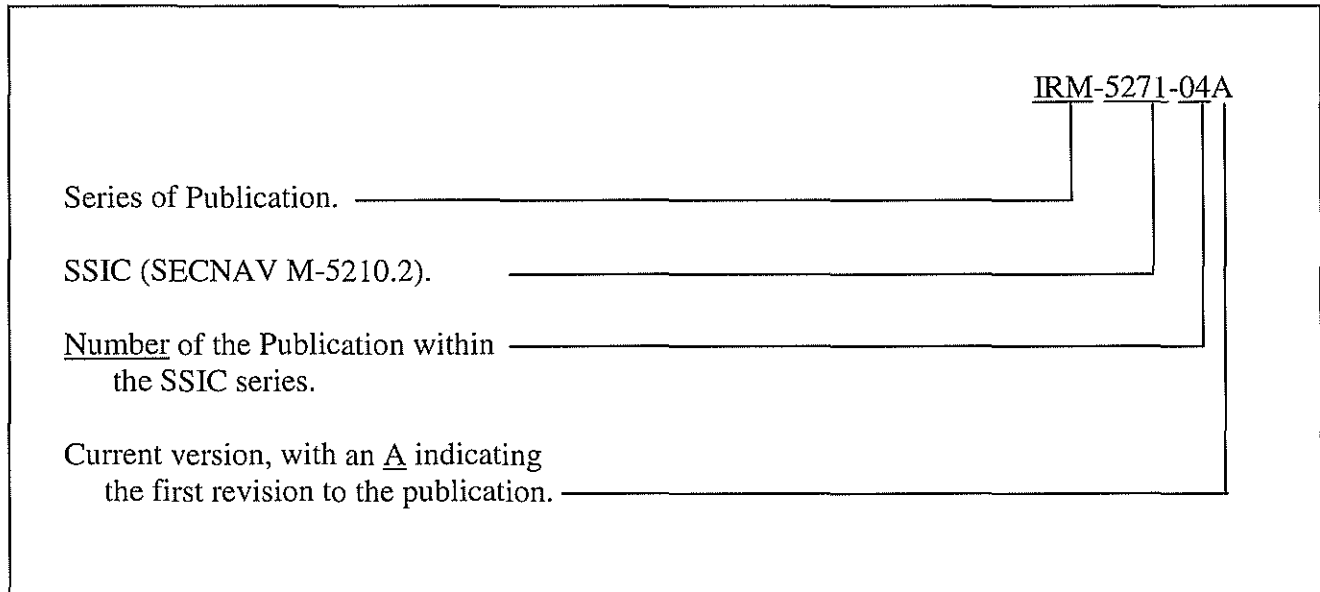 IRM-5271-04A
Series of Publication.
SSIC (SECNAV M-5210.2).
Number of the Publication within
the SSIC series.
Current version, with an A indicating
the first revision to the publication.